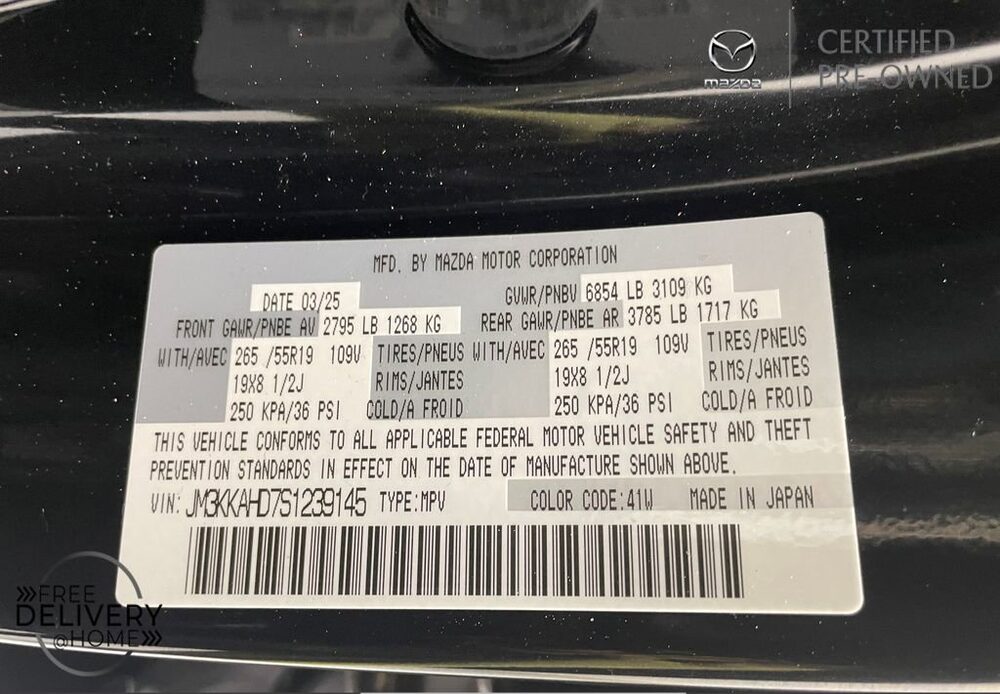 mazda
CERTIFIED
PRE-OWNED
MFD. BY MAZDA MOTOR CORPORATION
DATE 03/25 GVWR/PNBV 6854 LB 3109 KG
FRONT GAWR/PNBE AV 2795 LB 1268 KG REAR GAWR/PNBE AR 3785 LB 1717 KG
WITH/AVEC 265 /55R19 109V TIRES/PNEUS WITH/AVEC 265 /55R19 109V TIRES/PNEUS
19X8 1/2J RIMS/JANTES 19X8 1/2J RIMS/JANTES
250 KPA/36 PSI COLD/A FROID 250 KPA/36 PSI COLD/A FROID
THIS VEHICLE CONFORMS TO ALL APPLICABLE FEDERAL MOTOR VEHICLE SAFETY AND THEFT
PREVENTION STANDARDS IN EFFECT ON THE DATE OF MANUFACTURE SHOWN ABOVE.
VIN: JM3KKAHD7S1239145 TYPE:MPV COLOR CODE:41W MADE IN JAPAN
FREE
DELIVERY
@HOME